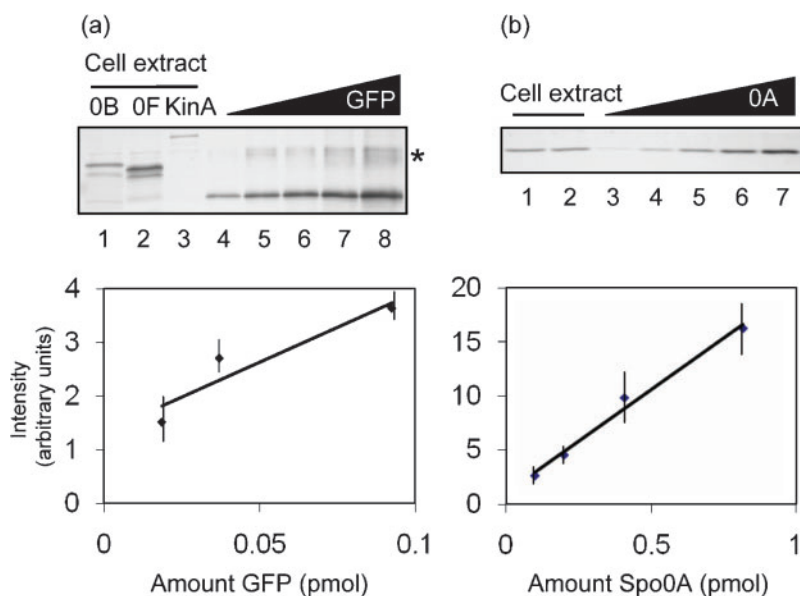 (a)
Cell extract
0B 0F KinA GFP
*
1 2 3 4 5 6 7 8
4
3
2
1
0
Intensity
(arbitrary units)
0 0.05 0.1
Amount GFP (pmol)
(b)
Cell extract 0A
1 2 3 4 5 6 7
20
15
10
5
0
0 0.5 1
Amount Spo0A (pmol)